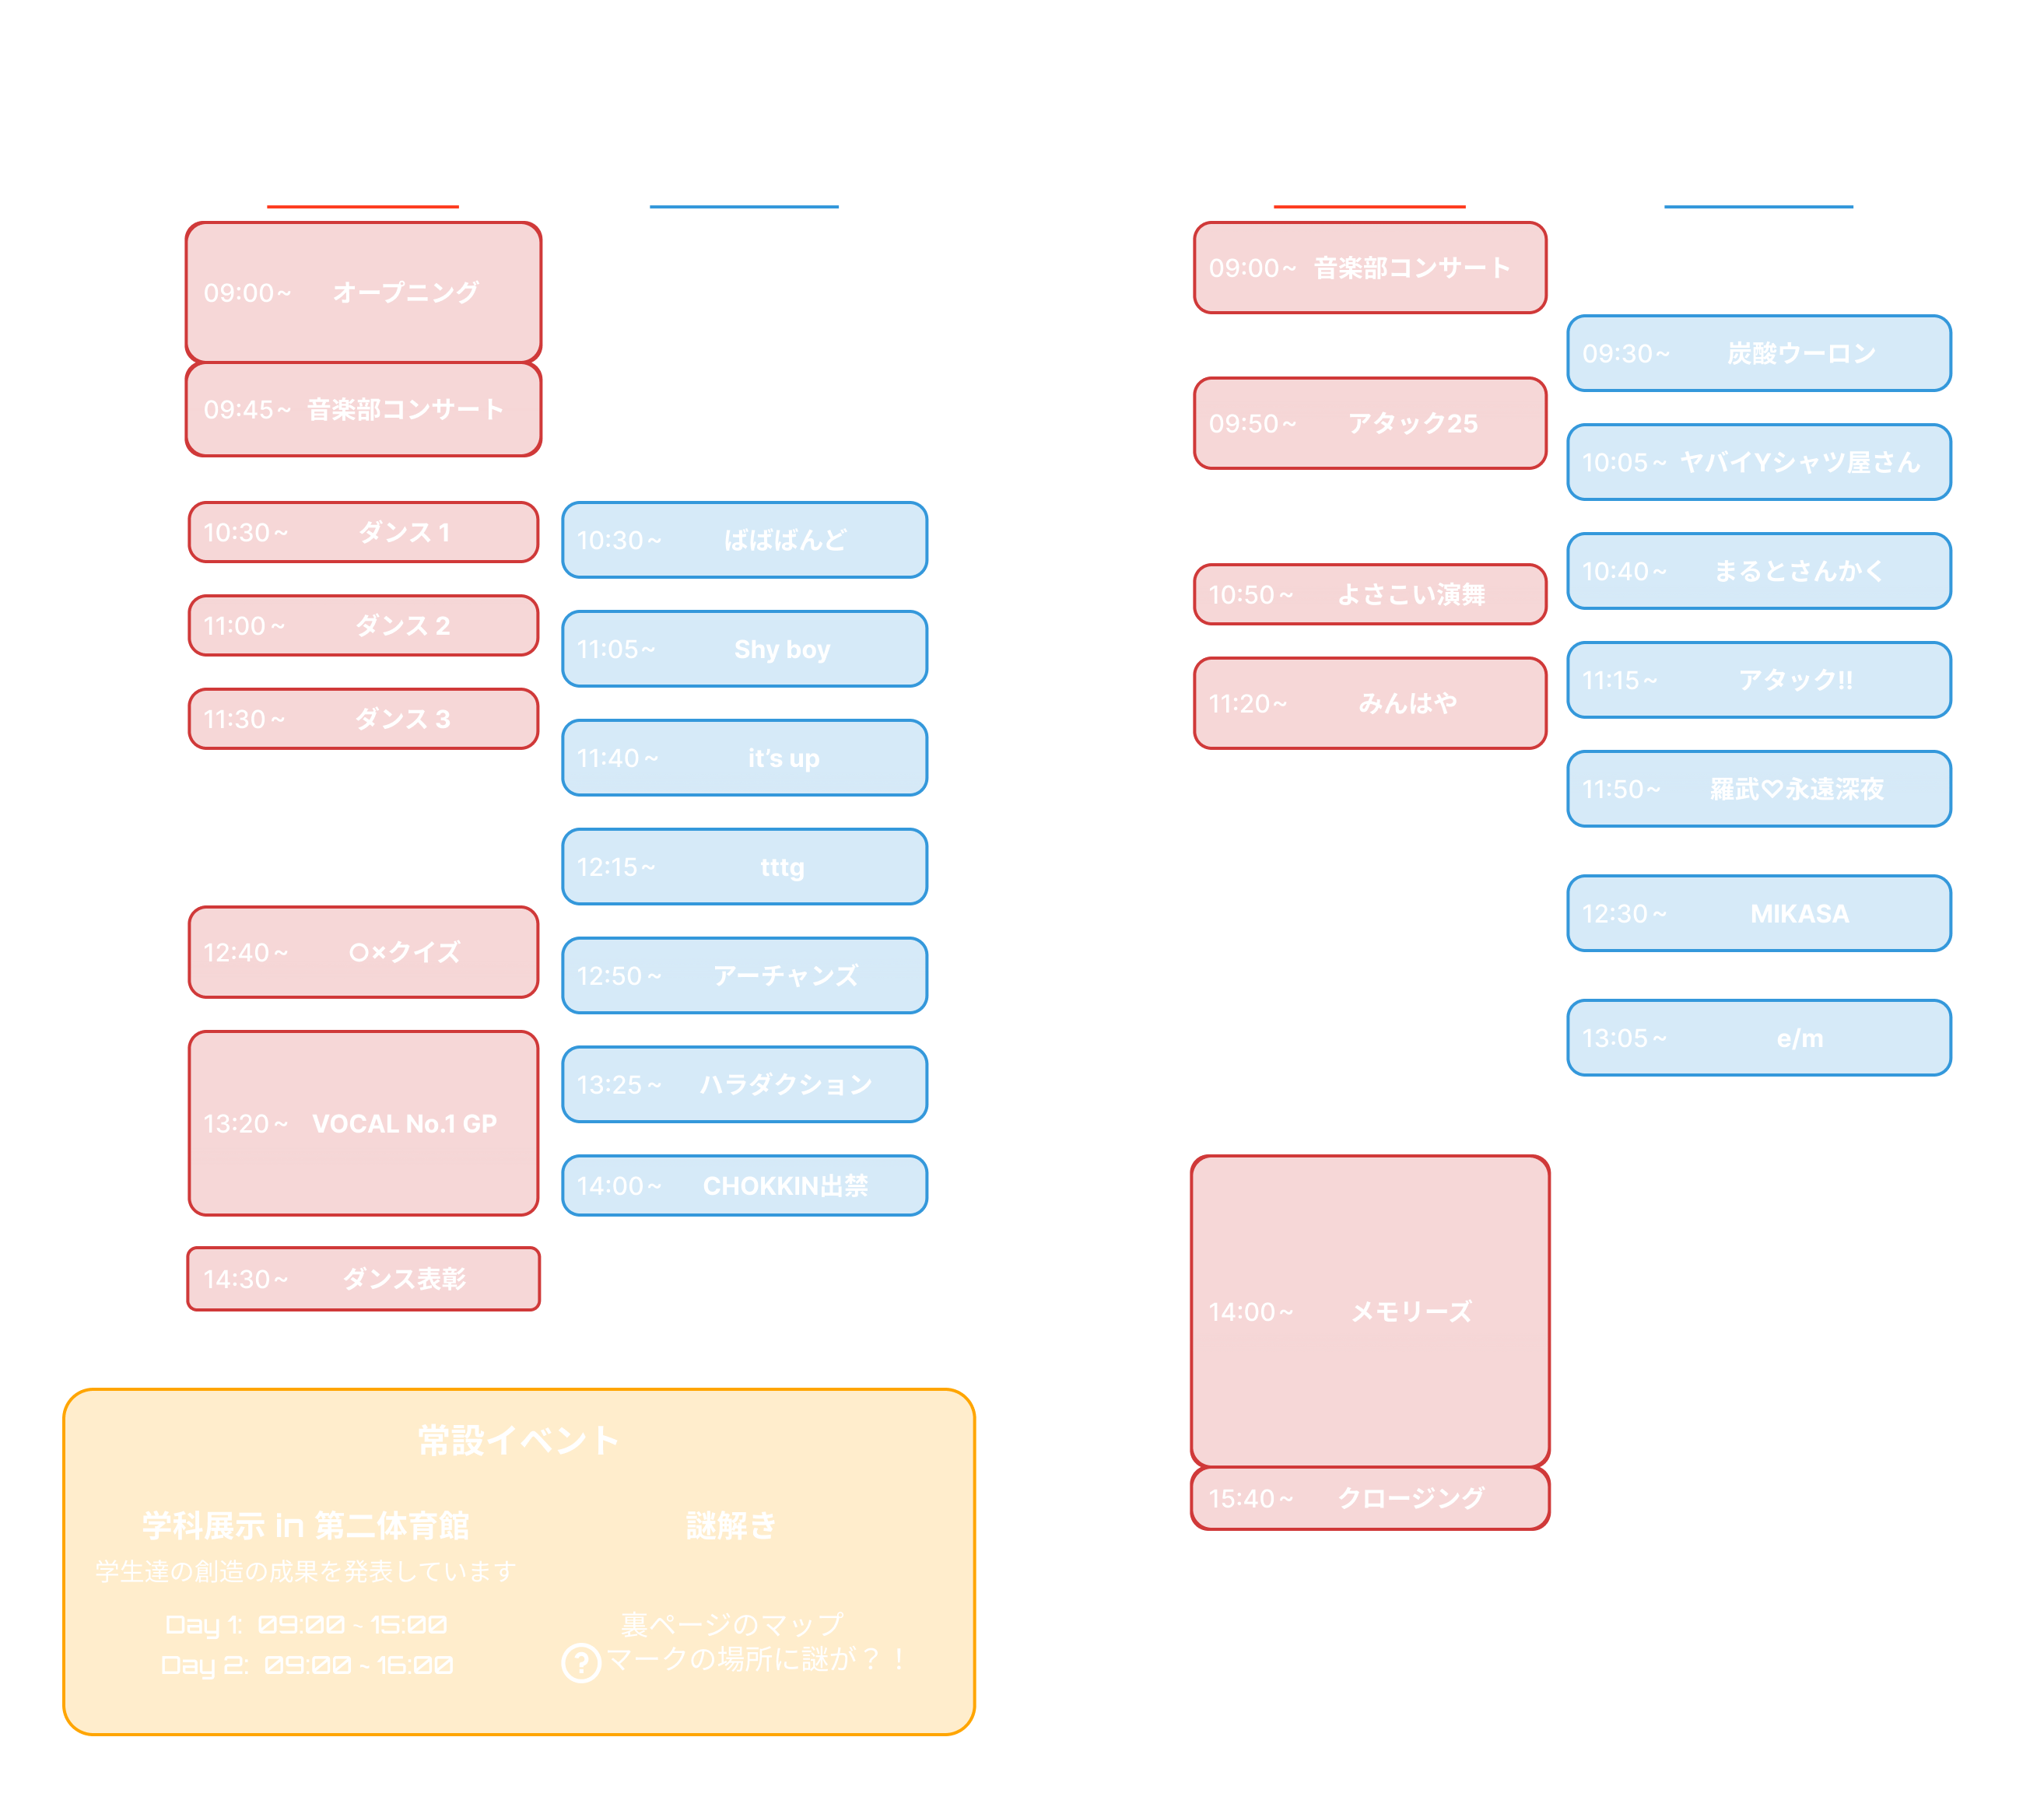 09:00~ オープニング
09:45~ 音楽部コンサート
10:30~ ダンス 1
11:00~ ダンス 2
11:30~ ダンス 3
12:40~ ○×クイズ
13:20~ VOCAL No.1 GP
14:30~ ダンス表彰
10:30~ ばばばんど
11:05~ Shy boy
11:40~ it’s up
12:15~ tttg
12:50~ アーチャンズ
13:25~ ハラダクション
14:00~ CHOKKIN出禁
09:00~ 音楽部コンサート
09:50~ アタック25
10:50~ よさこい演舞
11:20~ みんはや
14:00~ メモリーズ
15:40~ クロージング
09:30~ 炭酸ウーロン
10:05~ ヤバイYシャツ屋さん
10:40~ まるとさんかく
11:15~ アタック!!
11:50~ 羅武♡永遠深夜
12:30~ MIKASA
13:05~ e/m
常設イベント
学科展示 in 第二体育館
学生達の創造の成果を発表しています
Day 1: 09:00 ~ 15:00
Day 2: 09:00 ~ 16:00
謎解き
裏ページのマップ
?マークの場所に謎が？！